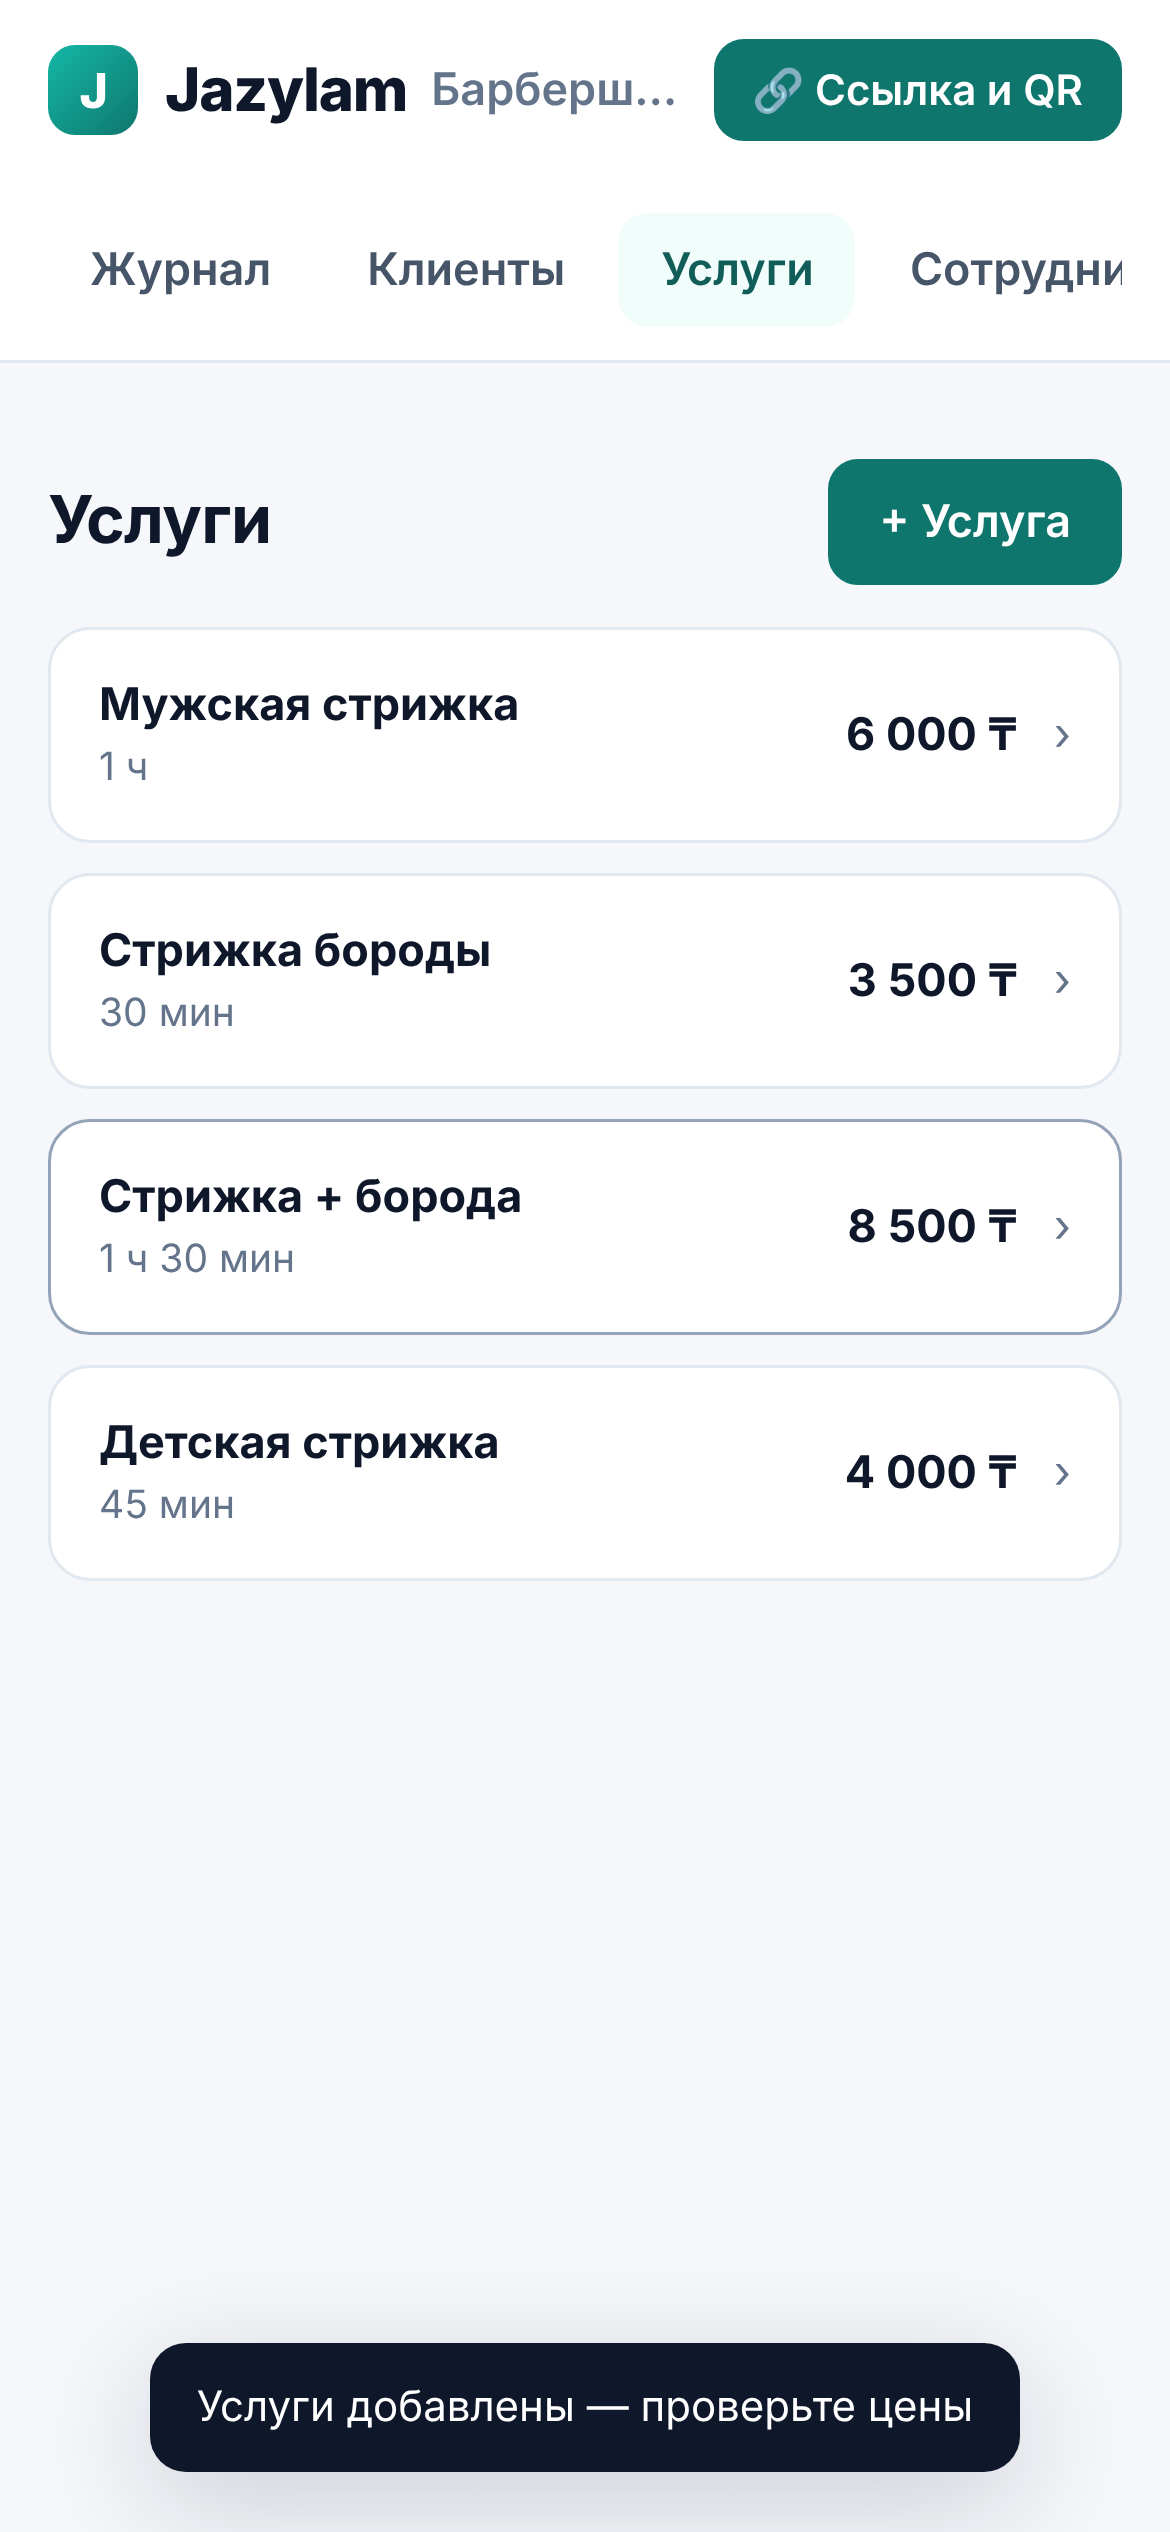 J Jazylam Барберш... 🔗 Ссылка и QR
Журнал Клиенты Услуги Сотрудни
Услуги + Услуга
Мужская стрижка
1 ч
6 000 ₸ ›
Стрижка бороды
30 мин
3 500 ₸ ›
Стрижка + борода
1 ч 30 мин
8 500 ₸ ›
Детская стрижка
45 мин
4 000 ₸ ›
Услуги добавлены — проверьте цены